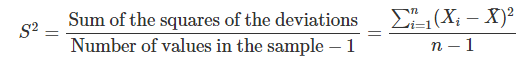 S² = Sum of the squares of the deviations / Number of values in the sample − 1 = ∑ⁿᵢ₌₁(Xᵢ − X̄)² / n − 1